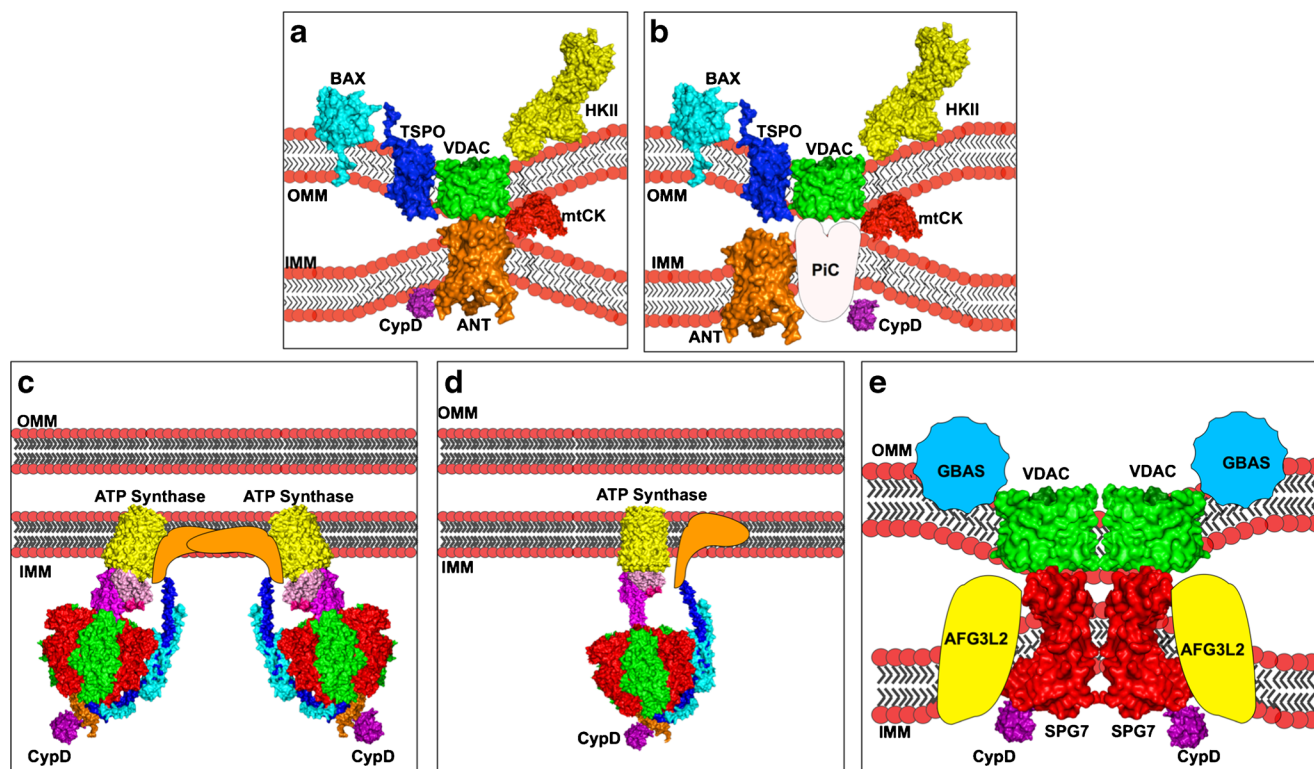 a
BAX
TSPO
VDAC
HKII
OMM
mtCK
IMM
CypD
ANT
b
BAX
TSPO
VDAC
HKII
OMM
mtCK
IMM
PiC
CypD
ANT
c
OMM
ATP Synthase
ATP Synthase
IMM
CypD
CypD
d
OMM
ATP Synthase
IMM
CypD
e
GBAS
GBAS
OMM
VDAC
VDAC
AFG3L2
AFG3L2
IMM
SPG7
SPG7
CypD
CypD